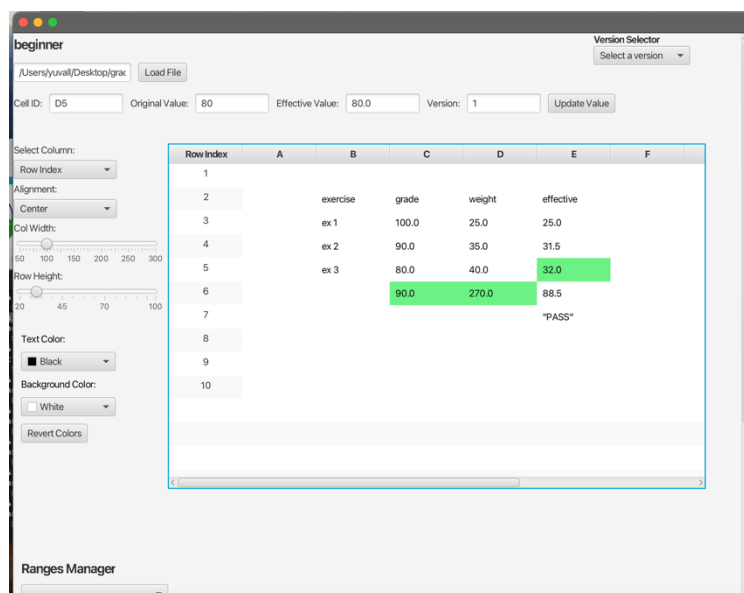 beginner
Version Selector
Select a version
/Users/yuvall/Desktop/grac
Load File
Cell ID: D5 Original Value: 80 Effective Value: 80.0 Version: 1 Update Value
Select Column:
Row Index
Alignment:
Center
Col Width:
50 100 150 200 250 300
Row Height:
20 45 70 100
Text Color:
Black
Background Color:
White
Revert Colors
Row Index A B C D E F
1
2 exercise grade weight effective
3 ex 1 100.0 25.0 25.0
4 ex 2 90.0 35.0 31.5
5 ex 3 80.0 40.0 32.0
6 90.0 270.0 88.5
7 "PASS"
8
9
10
Ranges Manager